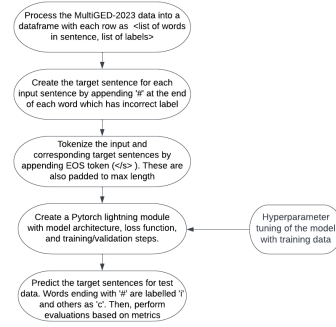 Process the MultiGED-2023 data into a
dataframe with each row as <list of words
in sentence, list of labels>
Create the target sentence for each
input sentence by appending '#' at the end
of each word which has incorrect label
Tokenize the input and
corresponding target sentences by
appending EOS token (</s> ). These are
also padded to max length
Create a Pytorch lightning module
with model architecture, loss function,
and training/validation steps.
Hyperparameter
tuning of the model
with training data
Predict the target sentences for test
data. Words ending with '#' are labelled 'i'
and others as 'c'. Then, perform
evaluations based on metrics